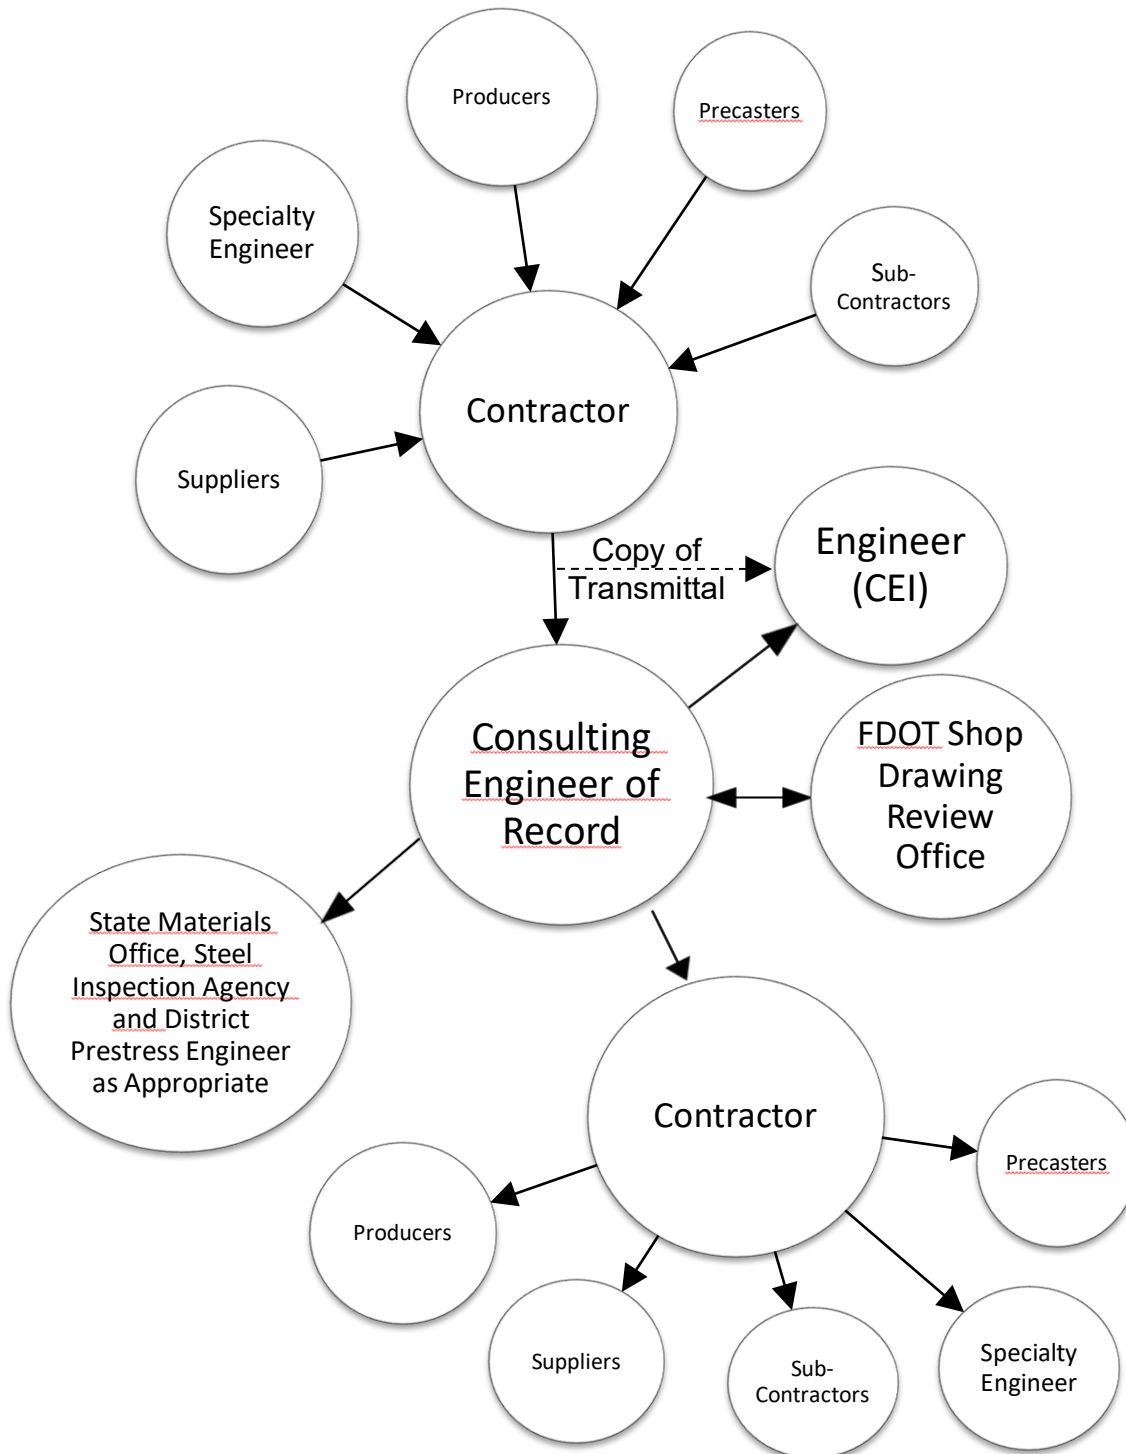 Producers
Precasters
Specialty
Engineer
Sub-
Contractors
Contractor
Suppliers
Copy of
Transmittal
Engineer
(CEI)
Consulting
Engineer of
Record
FDOT Shop
Drawing
Review
Office
State Materials
Office, Steel
Inspection Agency
and District
Prestress Engineer
as Appropriate
Contractor
Precasters
Producers
Suppliers
Sub-
Contractors
Specialty
Engineer